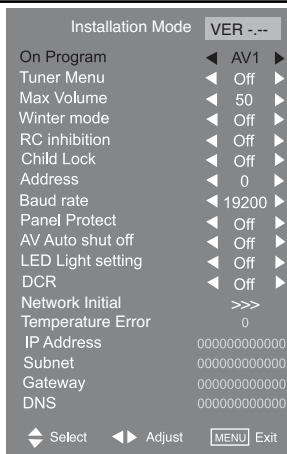 Installation Mode VER -.--
On Program ◀ AV1 ▶
Tuner Menu ◀ Off ▶
Max Volume ◀ 50 ▶
Winter mode ◀ Off ▶
RC inhibition ◀ Off ▶
Child Lock ◀ Off ▶
Address ◀ 0 ▶
Baud rate ◀ 19200 ▶
Panel Protect ◀ Off ▶
AV Auto shut off ◀ Off ▶
LED Light setting ◀ Off ▶
DCR ◀ Off ▶
Network Initial >>>
Temperature Error 0
IP Address 000000000000
Subnet 000000000000
Gateway 000000000000
DNS 000000000000
Select ◀▶ Adjust MENU Exit